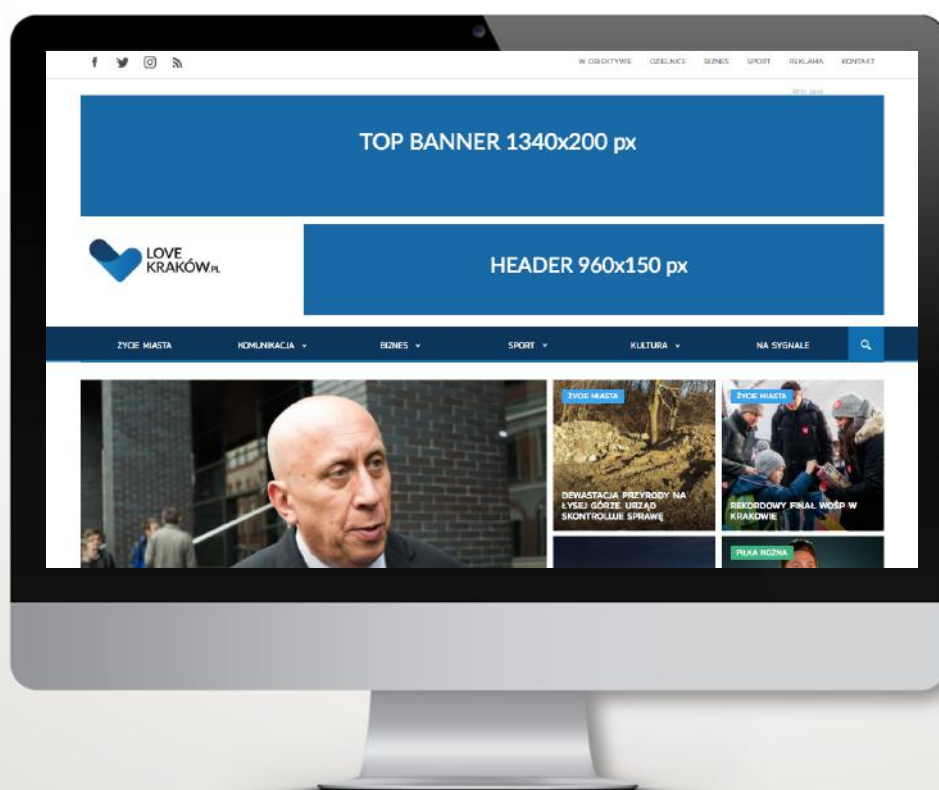 W OBIEKTYWIE DZIELNICE BIZNES SPORT REKLAMA KONTAKT
REKLAMA
TOP BANNER 1340x200 px
LOVE
KRAKÓW.PL
HEADER 960x150 px
ŻYCIE MIASTA KOMUNIKACJA BIZNES SPORT KULTURA NA SYGNALE
ŻYCIE MIASTA
DEWASTACJA PRZYRODY NA
ŁYSEJ GÓRZE. URZĄD
SKONTROLUJE SPRAWĘ
ŻYCIE MIASTA
REKORDOWY FINAŁ WOŚP W
KRAKOWIE
PIŁKA NOŻNA